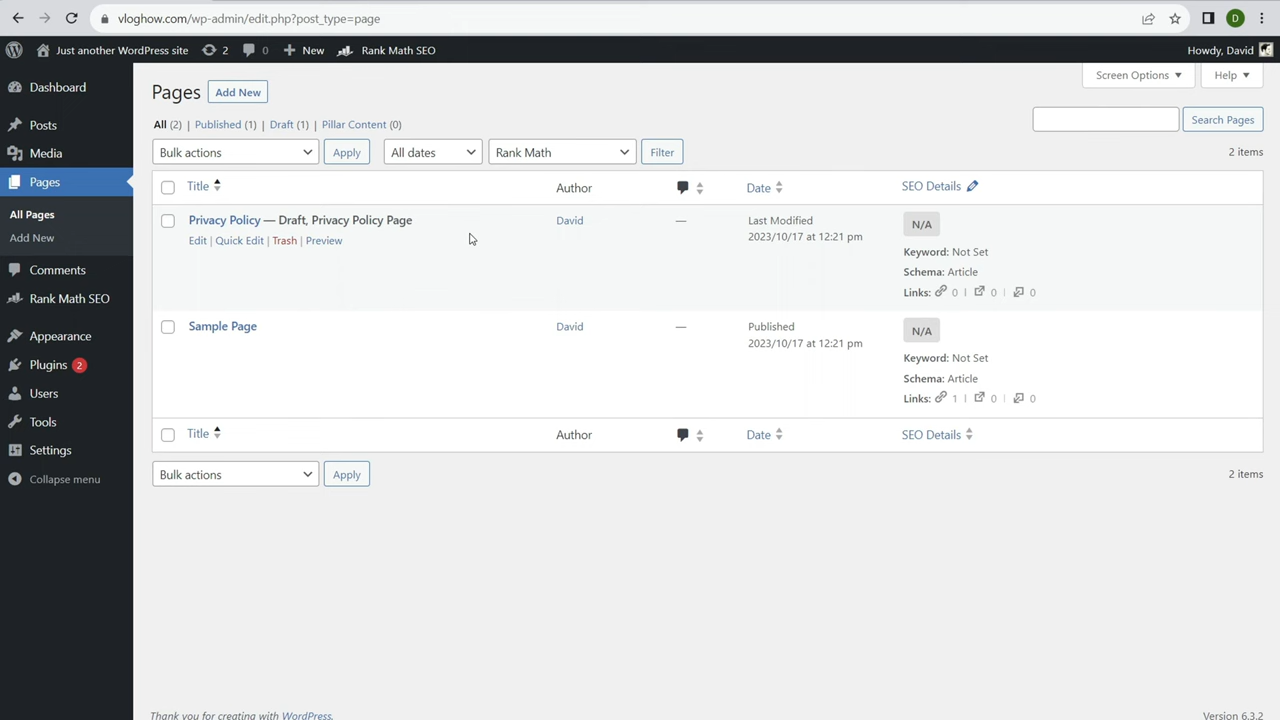 vloghow.com/wp-admin/edit.php?post_type=page
D
Just another WordPress site 2 0 New Rank Math SEO Howdy, David
Dashboard
Posts
Media
Pages
All Pages
Add New
Comments
Rank Math SEO
Appearance
Plugins 2
Users
Tools
Settings
Collapse menu
Screen Options Help
Pages Add New
All (2) | Published (1) | Draft (1) | Pillar Content (0)
Search Pages
Bulk actions Apply All dates Rank Math Filter 2 items
Title Author Date SEO Details
Privacy Policy — Draft, Privacy Policy Page David — Last Modified N/A
Edit | Quick Edit | Trash | Preview 2023/10/17 at 12:21 pm
Keyword: Not Set
Schema: Article
Links: 0 | 0 | 0
Sample Page David — Published N/A
2023/10/17 at 12:21 pm
Keyword: Not Set
Schema: Article
Links: 1 | 0 | 0
Title Author Date SEO Details
Bulk actions Apply 2 items
Thank you for creating with WordPress. Version 6.3.2